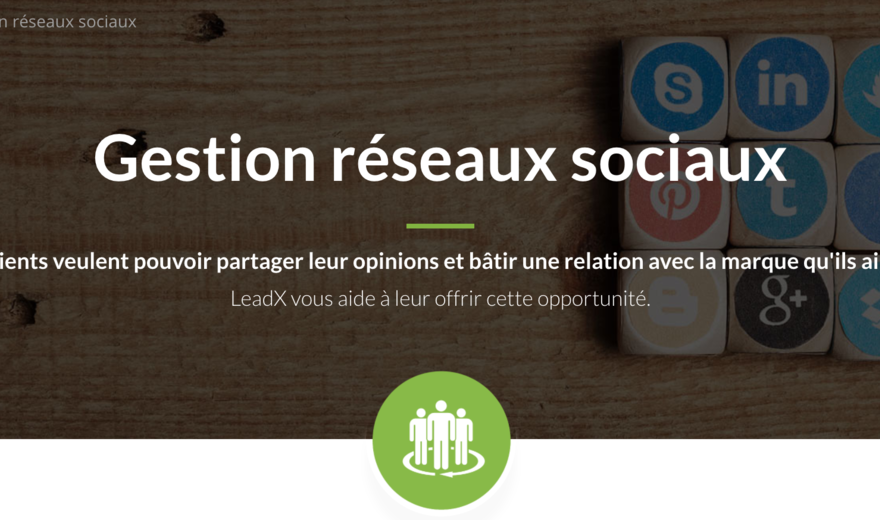 n réseaux sociaux
Gestion réseaux sociaux
ients veulent pouvoir partager leur opinions et bâtir une relation avec la marque qu'ils ai
LeadX vous aide à leur offrir cette opportunité.
in
t
g+